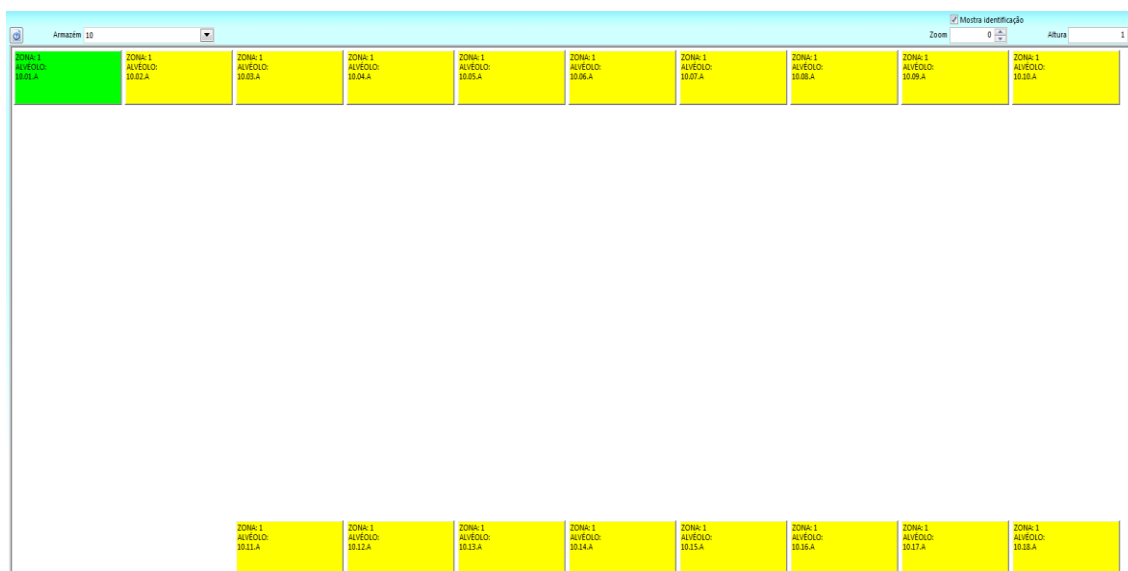 Mostra identificação
Armazém 10 Zoom 0 Altura 1
ZONA: 1
ALVÉOLO:
10.01.A
ZONA: 1
ALVÉOLO:
10.02.A
ZONA: 1
ALVÉOLO:
10.03.A
ZONA: 1
ALVÉOLO:
10.04.A
ZONA: 1
ALVÉOLO:
10.05.A
ZONA: 1
ALVÉOLO:
10.06.A
ZONA: 1
ALVÉOLO:
10.07.A
ZONA: 1
ALVÉOLO:
10.08.A
ZONA: 1
ALVÉOLO:
10.09.A
ZONA: 1
ALVÉOLO:
10.10.A
ZONA: 1
ALVÉOLO:
10.11.A
ZONA: 1
ALVÉOLO:
10.12.A
ZONA: 1
ALVÉOLO:
10.13.A
ZONA: 1
ALVÉOLO:
10.14.A
ZONA: 1
ALVÉOLO:
10.15.A
ZONA: 1
ALVÉOLO:
10.16.A
ZONA: 1
ALVÉOLO:
10.17.A
ZONA: 1
ALVÉOLO:
10.18.A